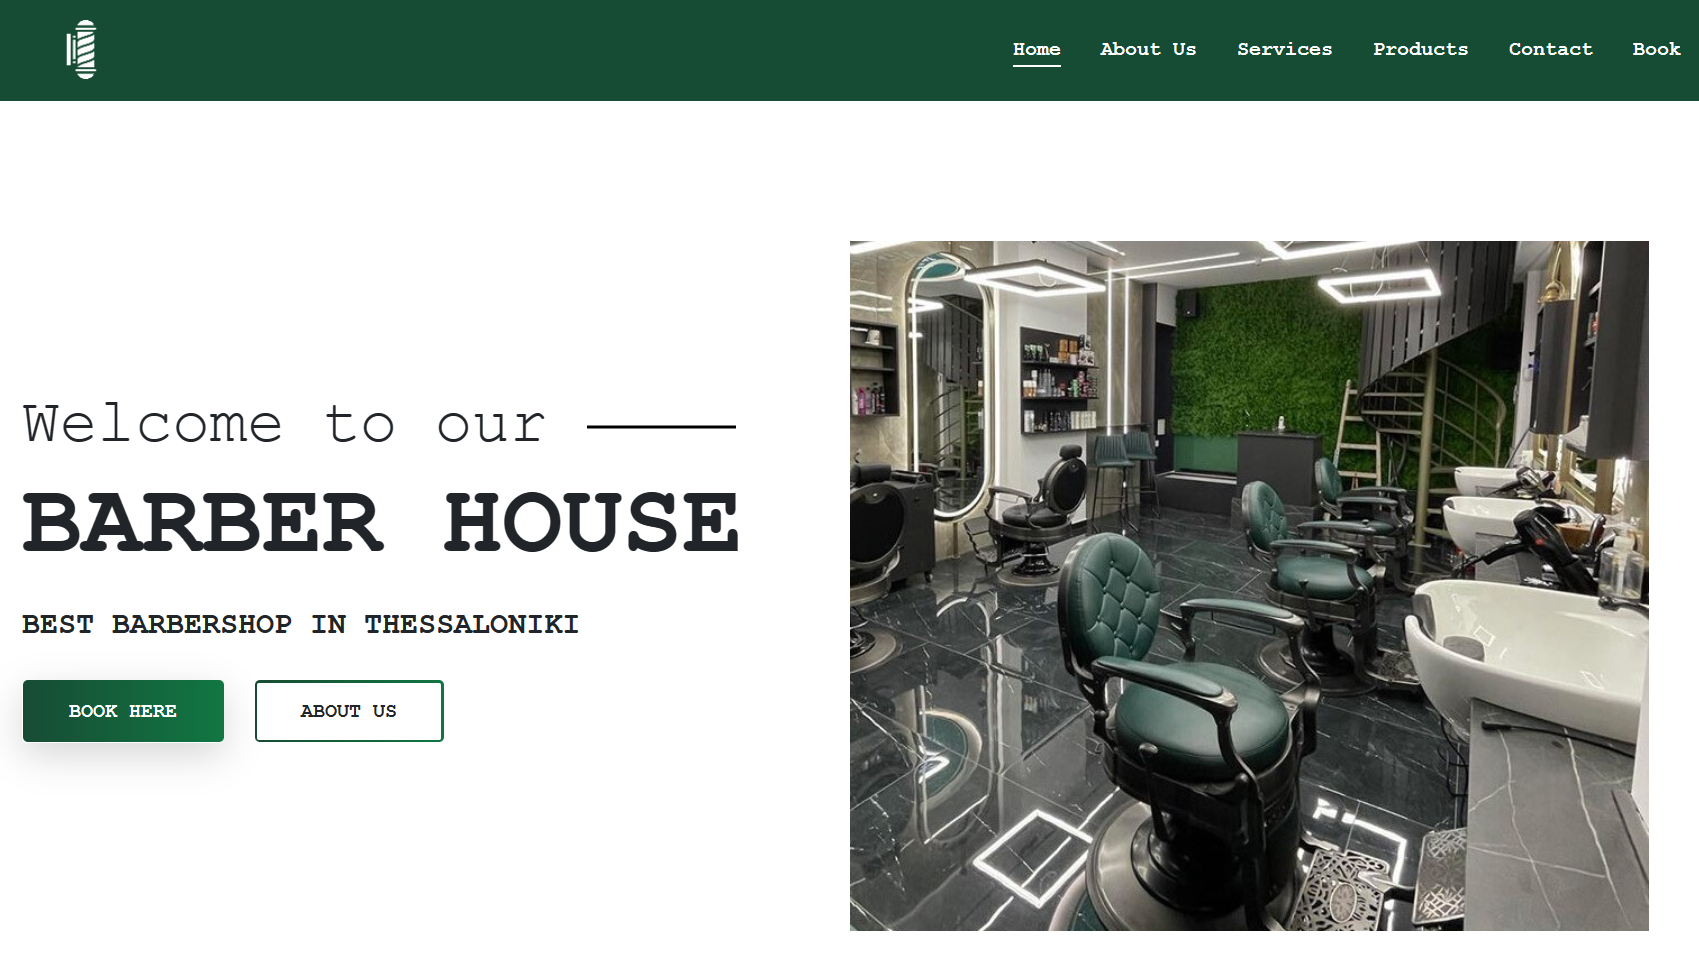 Home About Us Services Products Contact Book
Welcome to our
BARBER HOUSE
BEST BARBERSHOP IN THESSALONIKI
BOOK HERE ABOUT US